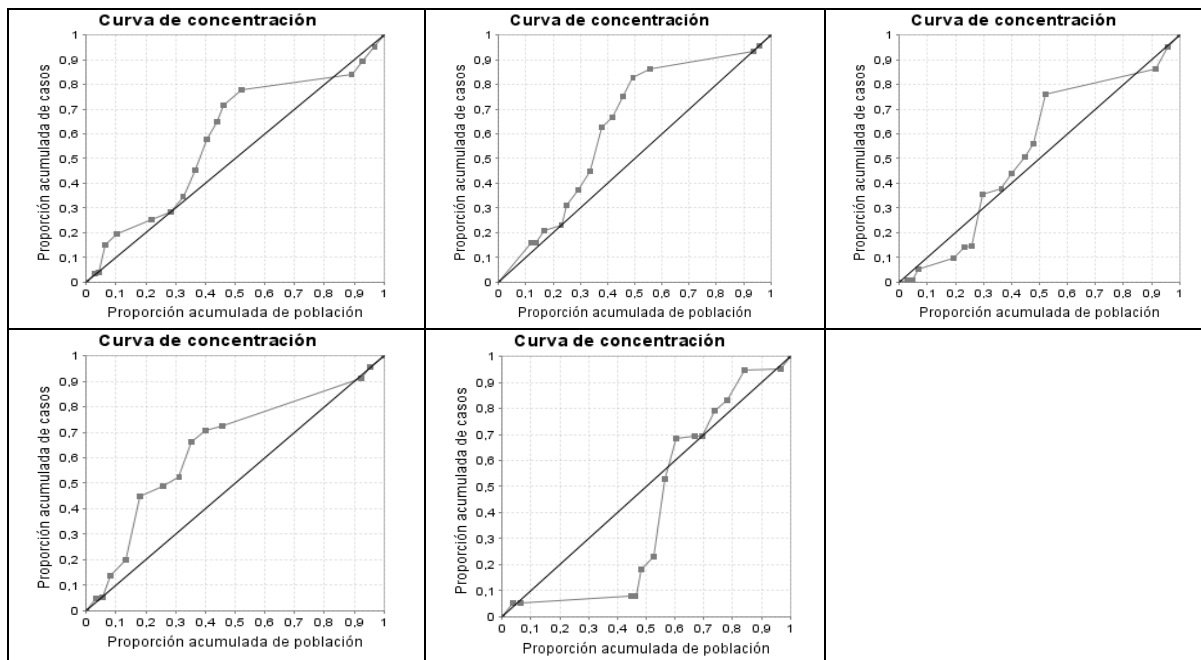 Curva de concentración
Proporción acumulada de casos
1
0,9
0,8
0,7
0,6
0,5
0,4
0,3
0,2
0,1
0
0 0,1 0,2 0,3 0,4 0,5 0,6 0,7 0,8 0,9 1
Proporción acumulada de población
Curva de concentración
Proporción acumulada de casos
1
0,9
0,8
0,7
0,6
0,5
0,4
0,3
0,2
0,1
0
0 0,1 0,2 0,3 0,4 0,5 0,6 0,7 0,8 0,9 1
Proporción acumulada de población
Curva de concentración
Proporción acumulada de casos
1
0,9
0,8
0,7
0,6
0,5
0,4
0,3
0,2
0,1
0
0 0,1 0,2 0,3 0,4 0,5 0,6 0,7 0,8 0,9 1
Proporción acumulada de población
Curva de concentración
Proporción acumulada de casos
1
0,9
0,8
0,7
0,6
0,5
0,4
0,3
0,2
0,1
0
0 0,1 0,2 0,3 0,4 0,5 0,6 0,7 0,8 0,9 1
Proporción acumulada de población
Curva de concentración
Proporción acumulada de casos
1
0,9
0,8
0,7
0,6
0,5
0,4
0,3
0,2
0,1
0
0 0,1 0,2 0,3 0,4 0,5 0,6 0,7 0,8 0,9 1
Proporción acumulada de población